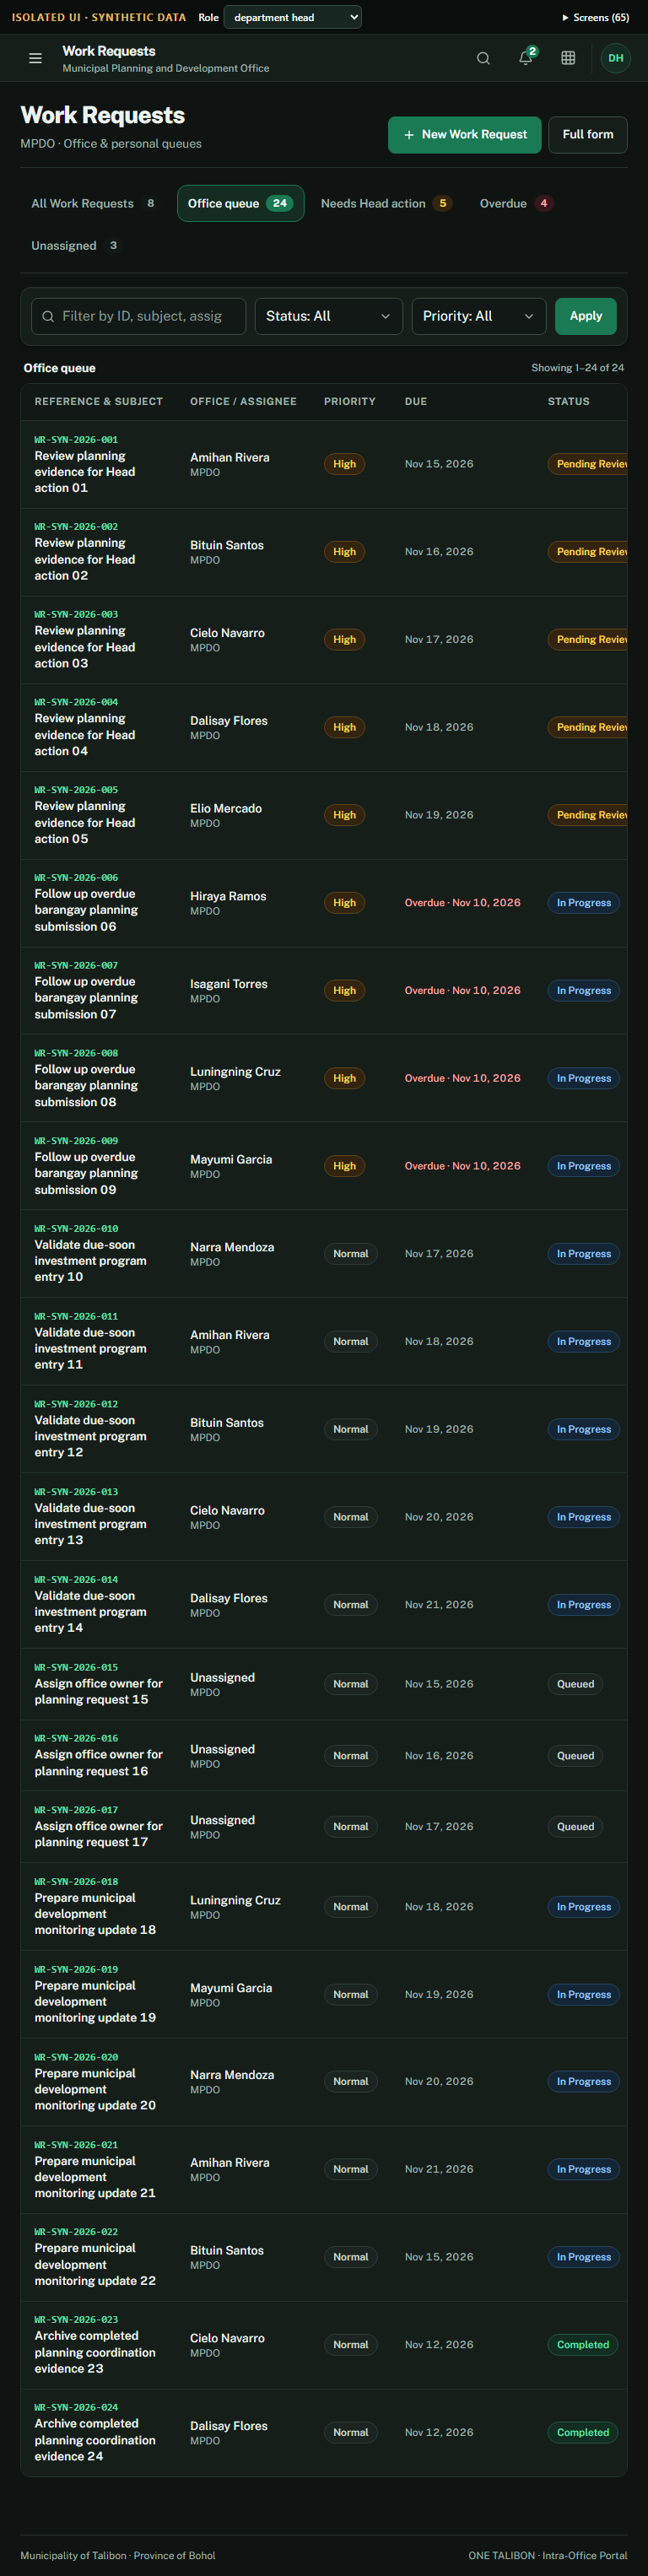 ISOLATED UI · SYNTHETIC DATA Role department head Screens (65)
Work Requests
Municipal Planning and Development Office
2
DH
Work Requests
MPDO · Office & personal queues
+ New Work Request
Full form
All Work Requests 8
Office queue 24
Needs Head action 5
Overdue 4
Unassigned 3
Filter by ID, subject, assig
Status: All
Priority: All
Apply
Office queue
Showing 1–24 of 24
REFERENCE & SUBJECT OFFICE / ASSIGNEE PRIORITY DUE STATUS
WR-SYN-2026-001
Review planning
evidence for Head
action 01
Amihan Rivera
MPDO
High
Nov 15, 2026
Pending Review
WR-SYN-2026-002
Review planning
evidence for Head
action 02
Bituin Santos
MPDO
High
Nov 16, 2026
Pending Review
WR-SYN-2026-003
Review planning
evidence for Head
action 03
Cielo Navarro
MPDO
High
Nov 17, 2026
Pending Review
WR-SYN-2026-004
Review planning
evidence for Head
action 04
Dalisay Flores
MPDO
High
Nov 18, 2026
Pending Review
WR-SYN-2026-005
Review planning
evidence for Head
action 05
Elio Mercado
MPDO
High
Nov 19, 2026
Pending Review
WR-SYN-2026-006
Follow up overdue
barangay planning
submission 06
Hiraya Ramos
MPDO
High
Overdue · Nov 10, 2026
In Progress
WR-SYN-2026-007
Follow up overdue
barangay planning
submission 07
Isagani Torres
MPDO
High
Overdue · Nov 10, 2026
In Progress
WR-SYN-2026-008
Follow up overdue
barangay planning
submission 08
Luningning Cruz
MPDO
High
Overdue · Nov 10, 2026
In Progress
WR-SYN-2026-009
Follow up overdue
barangay planning
submission 09
Mayumi Garcia
MPDO
High
Overdue · Nov 10, 2026
In Progress
WR-SYN-2026-010
Validate due-soon
investment program
entry 10
Narra Mendoza
MPDO
Normal
Nov 17, 2026
In Progress
WR-SYN-2026-011
Validate due-soon
investment program
entry 11
Amihan Rivera
MPDO
Normal
Nov 18, 2026
In Progress
WR-SYN-2026-012
Validate due-soon
investment program
entry 12
Bituin Santos
MPDO
Normal
Nov 19, 2026
In Progress
WR-SYN-2026-013
Validate due-soon
investment program
entry 13
Cielo Navarro
MPDO
Normal
Nov 20, 2026
In Progress
WR-SYN-2026-014
Validate due-soon
investment program
entry 14
Dalisay Flores
MPDO
Normal
Nov 21, 2026
In Progress
WR-SYN-2026-015
Assign office owner for
planning request 15
Unassigned
MPDO
Normal
Nov 15, 2026
Queued
WR-SYN-2026-016
Assign office owner for
planning request 16
Unassigned
MPDO
Normal
Nov 16, 2026
Queued
WR-SYN-2026-017
Assign office owner for
planning request 17
Unassigned
MPDO
Normal
Nov 17, 2026
Queued
WR-SYN-2026-018
Prepare municipal
development
monitoring update 18
Luningning Cruz
MPDO
Normal
Nov 18, 2026
In Progress
WR-SYN-2026-019
Prepare municipal
development
monitoring update 19
Mayumi Garcia
MPDO
Normal
Nov 19, 2026
In Progress
WR-SYN-2026-020
Prepare municipal
development
monitoring update 20
Narra Mendoza
MPDO
Normal
Nov 20, 2026
In Progress
WR-SYN-2026-021
Prepare municipal
development
monitoring update 21
Amihan Rivera
MPDO
Normal
Nov 21, 2026
In Progress
WR-SYN-2026-022
Prepare municipal
development
monitoring update 22
Bituin Santos
MPDO
Normal
Nov 15, 2026
In Progress
WR-SYN-2026-023
Archive completed
planning coordination
evidence 23
Cielo Navarro
MPDO
Normal
Nov 12, 2026
Completed
WR-SYN-2026-024
Archive completed
planning coordination
evidence 24
Dalisay Flores
MPDO
Normal
Nov 12, 2026
Completed
Municipality of Talibon · Province of Bohol
ONE TALIBON · Intra-Office Portal